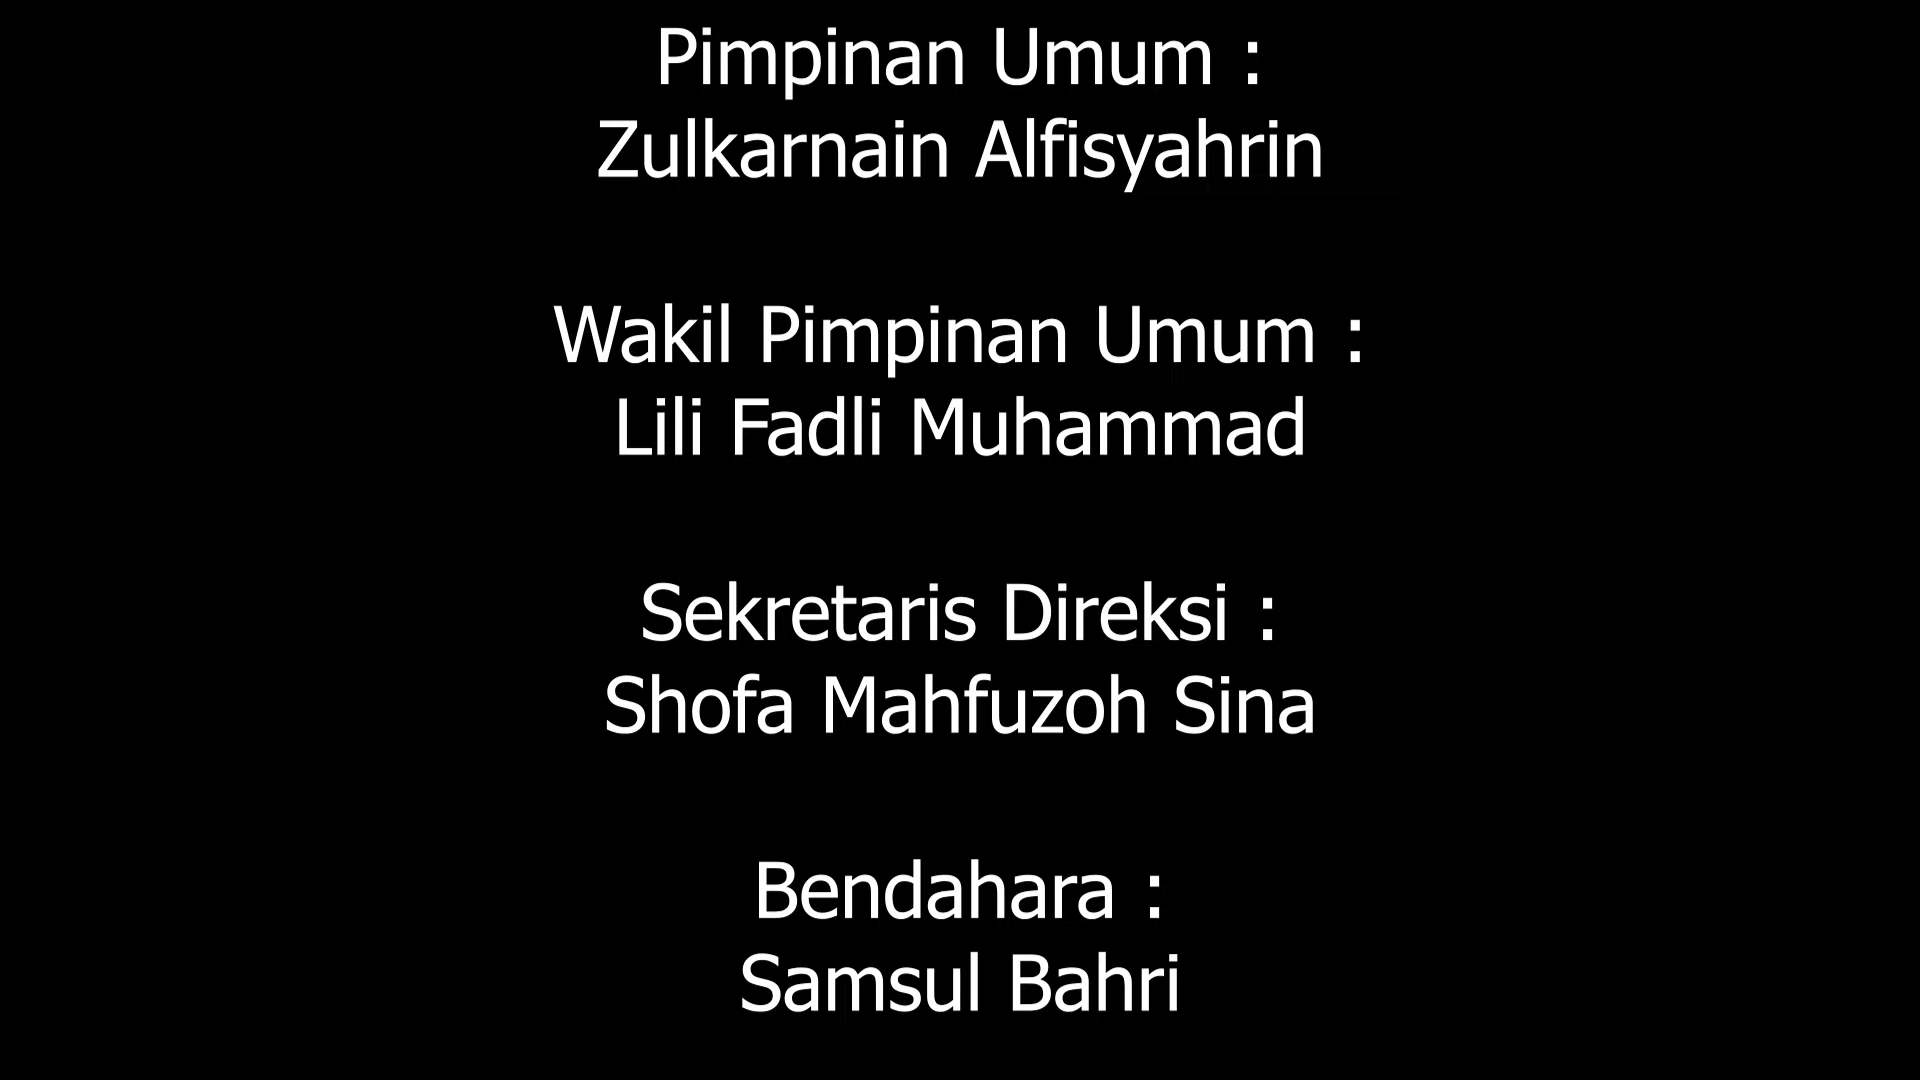 Pimpinan Umum :
Zulkarnain Alfisyahrin
Wakil Pimpinan Umum :
Lili Fadli Muhammad
Sekretaris Direksi :
Shofa Mahfuzoh Sina
Bendahara :
Samsul Bahri